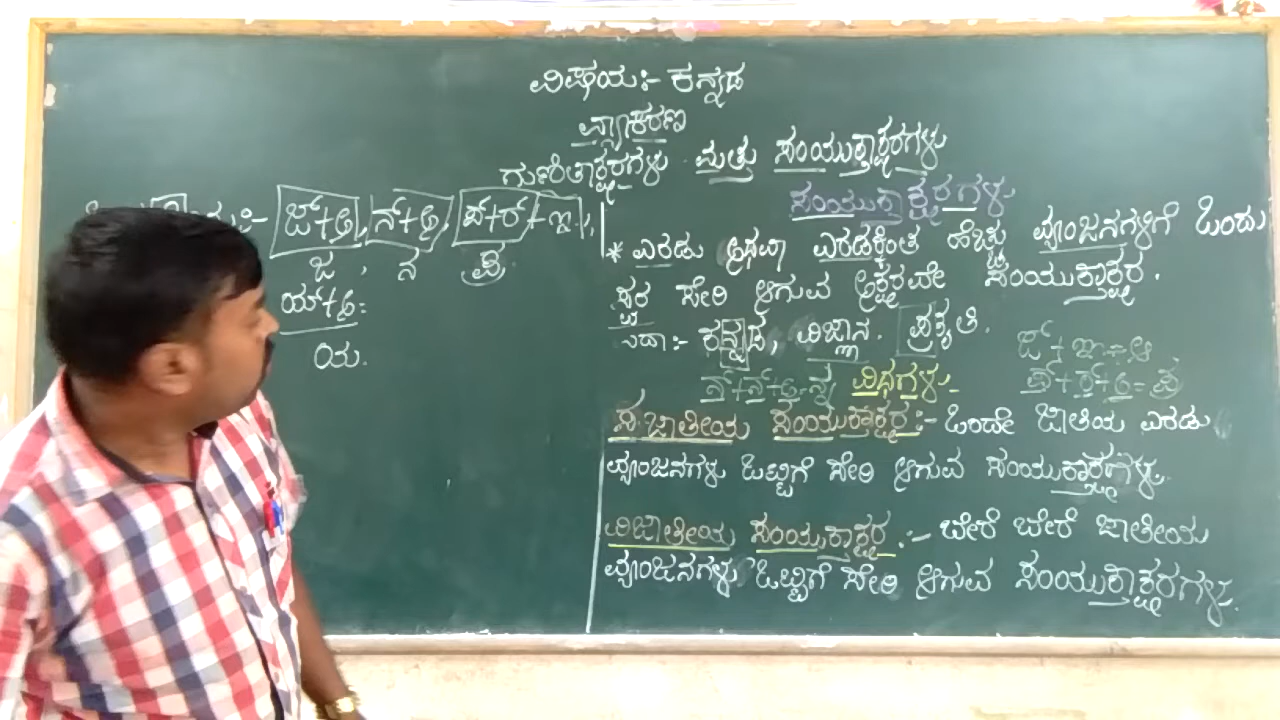 ವಿಷಯ:- ಕನ್ನಡ
ವ್ಯಾಕರಣ
ಗುಣಿತಾಕ್ಷರಗಳು ಮತ್ತು ಸಂಯುಕ್ತಾಕ್ಷರಗಳು
ಜ್+ಅ, ನ್+ಅ, ಪ್+ರ್+ಇ,
ಜ, ನ ಪ್ರಿ
ಯ್+ಅ=
ಯ.
ಸಂಯುಕ್ತಾಕ್ಷರಗಳು
* ಎರಡು ಅಥವಾ ಎರಡಕ್ಕಿಂತ ಹೆಚ್ಚು ವ್ಯಂಜನಗಳಿಗೆ ಒಂದು
ಸ್ವರ ಸೇರಿ ಆಗುವ ಅಕ್ಷರವೇ ಸಂಯುಕ್ತಾಕ್ಷರ.
ಉದಾ:- ಕನ್ನಡ, ವಿಜ್ಞಾನ. ಪ್ರಕೃತಿ.
ನ್+ನ್+ಅ=ನ್ನ ವಿಧಗಳು ಪ್+ರ್+ಅ=ಪ್ರ
ಸಜಾತೀಯ ಸಂಯುಕ್ತಾಕ್ಷರ:- ಒಂದೇ ಜಾತಿಯ ಎರಡು
ವ್ಯಂಜನಗಳು ಒಟ್ಟಿಗೆ ಸೇರಿ ಆಗುವ ಸಂಯುಕ್ತಾಕ್ಷರಗಳು.
ವಿಜಾತೀಯ ಸಂಯುಕ್ತಾಕ್ಷರ:- ಬೇರೆ ಬೇರೆ ಜಾತೀಯ
ವ್ಯಂಜನಗಳು ಒಟ್ಟಿಗೆ ಸೇರಿ ಆಗುವ ಸಂಯುಕ್ತಾಕ್ಷರಗಳು.